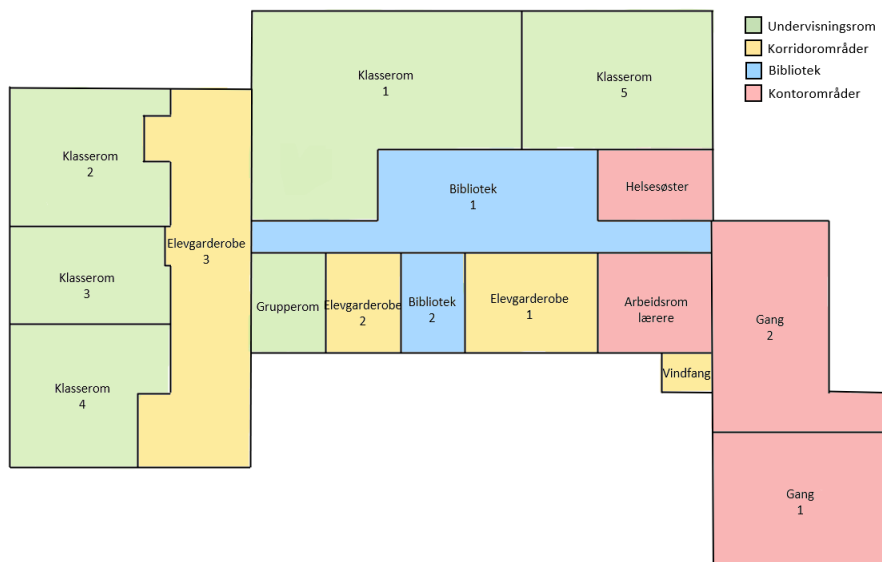 Undervisningsrom
Korridorområder
Bibliotek
Kontorområder
Klasserom
1
Klasserom
5
Klasserom
2
Bibliotek
1
Helsesøster
Elevgarderobe
3
Klasserom
3
Grupperom
Elevgarderobe
2
Bibliotek
2
Elevgarderobe
1
Arbeidsrom
lærere
Gang
2
Vindfang
Klasserom
4
Gang
1